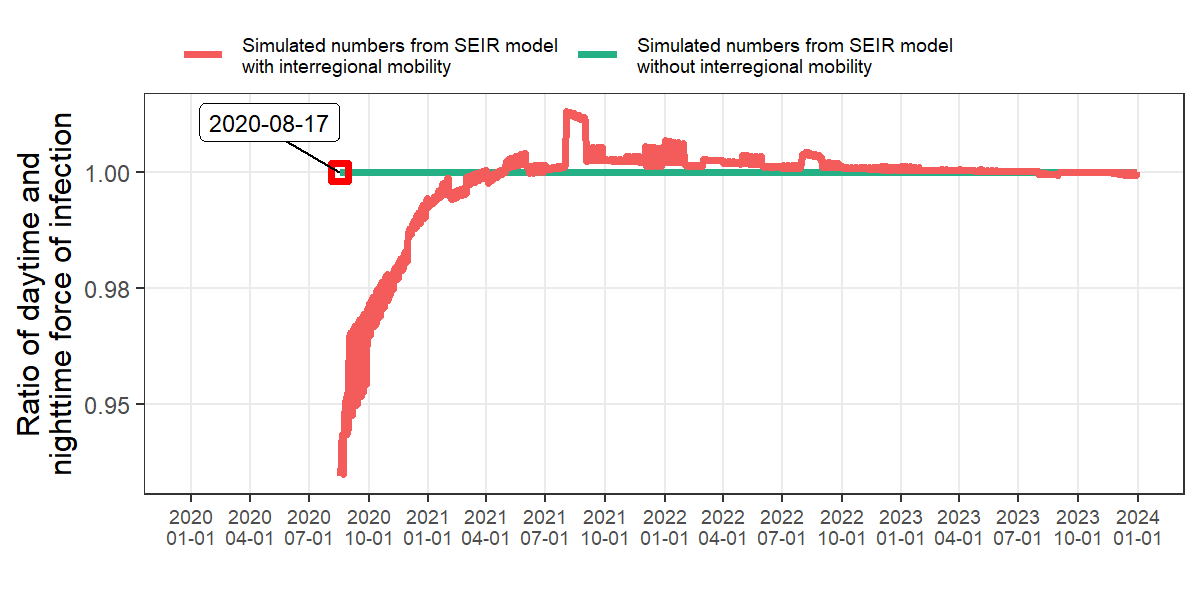 Simulated numbers from SEIR model
with interregional mobility
Simulated numbers from SEIR model
without interregional mobility
2020-08-17
Ratio of daytime and
nighttime force of infection
1.00
0.98
0.95
2020 2020 2020 2020 2021 2021 2021 2021 2022 2022 2022 2022 2023 2023 2023 2023 2024
01-01 04-01 07-01 10-01 01-01 04-01 07-01 10-01 01-01 04-01 07-01 10-01 01-01 04-01 07-01 10-01 01-01